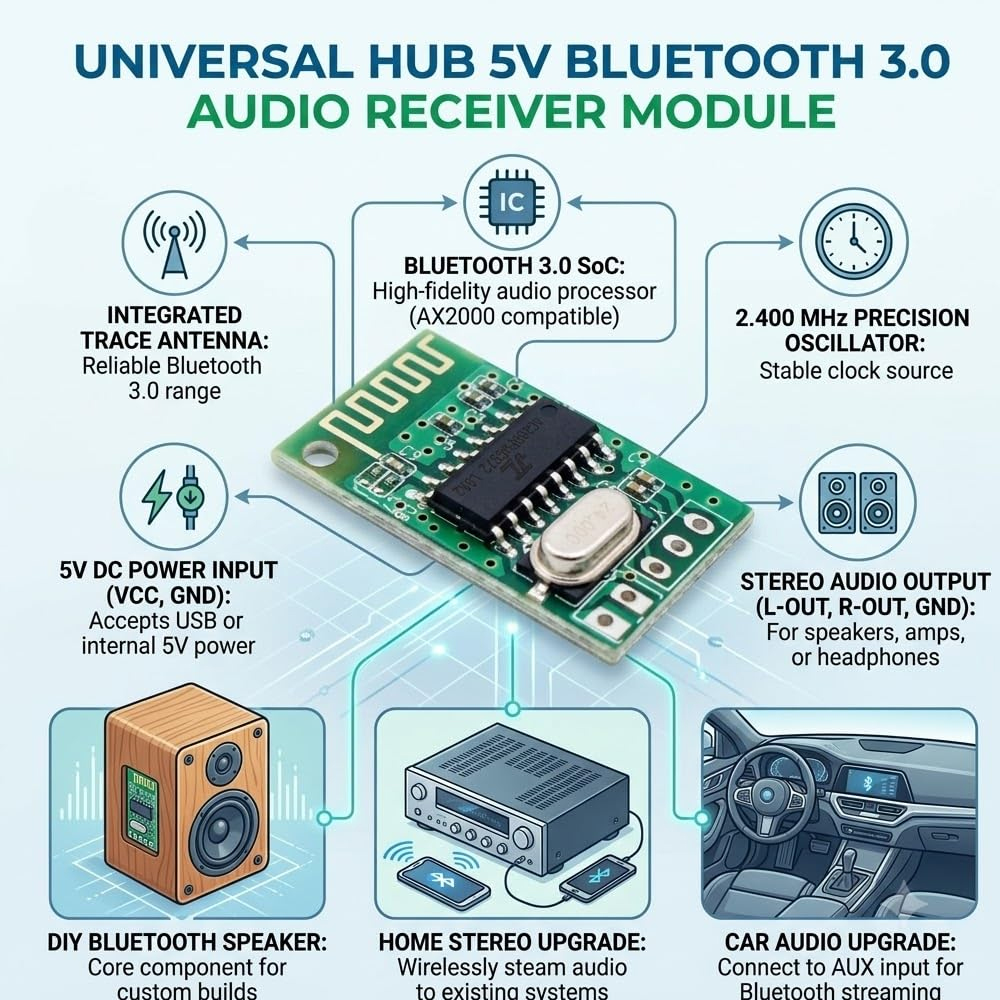 UNIVERSAL HUB 5V BLUETOOTH 3.0
AUDIO RECEIVER MODULE
IC
BLUETOOTH 3.0 SoC:
High-fidelity audio processor
(AX2000 compatible)
INTEGRATED
TRACE ANTENNA:
Reliable Bluetooth
3.0 range
2.400 MHz PRECISION
OSCILLATOR:
Stable clock source
5V DC POWER INPUT
(VCC, GND):
Accepts USB or
internal 5V power
STEREO AUDIO OUTPUT
(L-OUT, R-OUT, GND):
For speakers, amps,
or headphones
DIY BLUETOOTH SPEAKER:
Core component for
custom builds
HOME STEREO UPGRADE:
Wirelessly steam audio
to existing systems
CAR AUDIO UPGRADE:
Connect to AUX input for
Bluetooth streaming